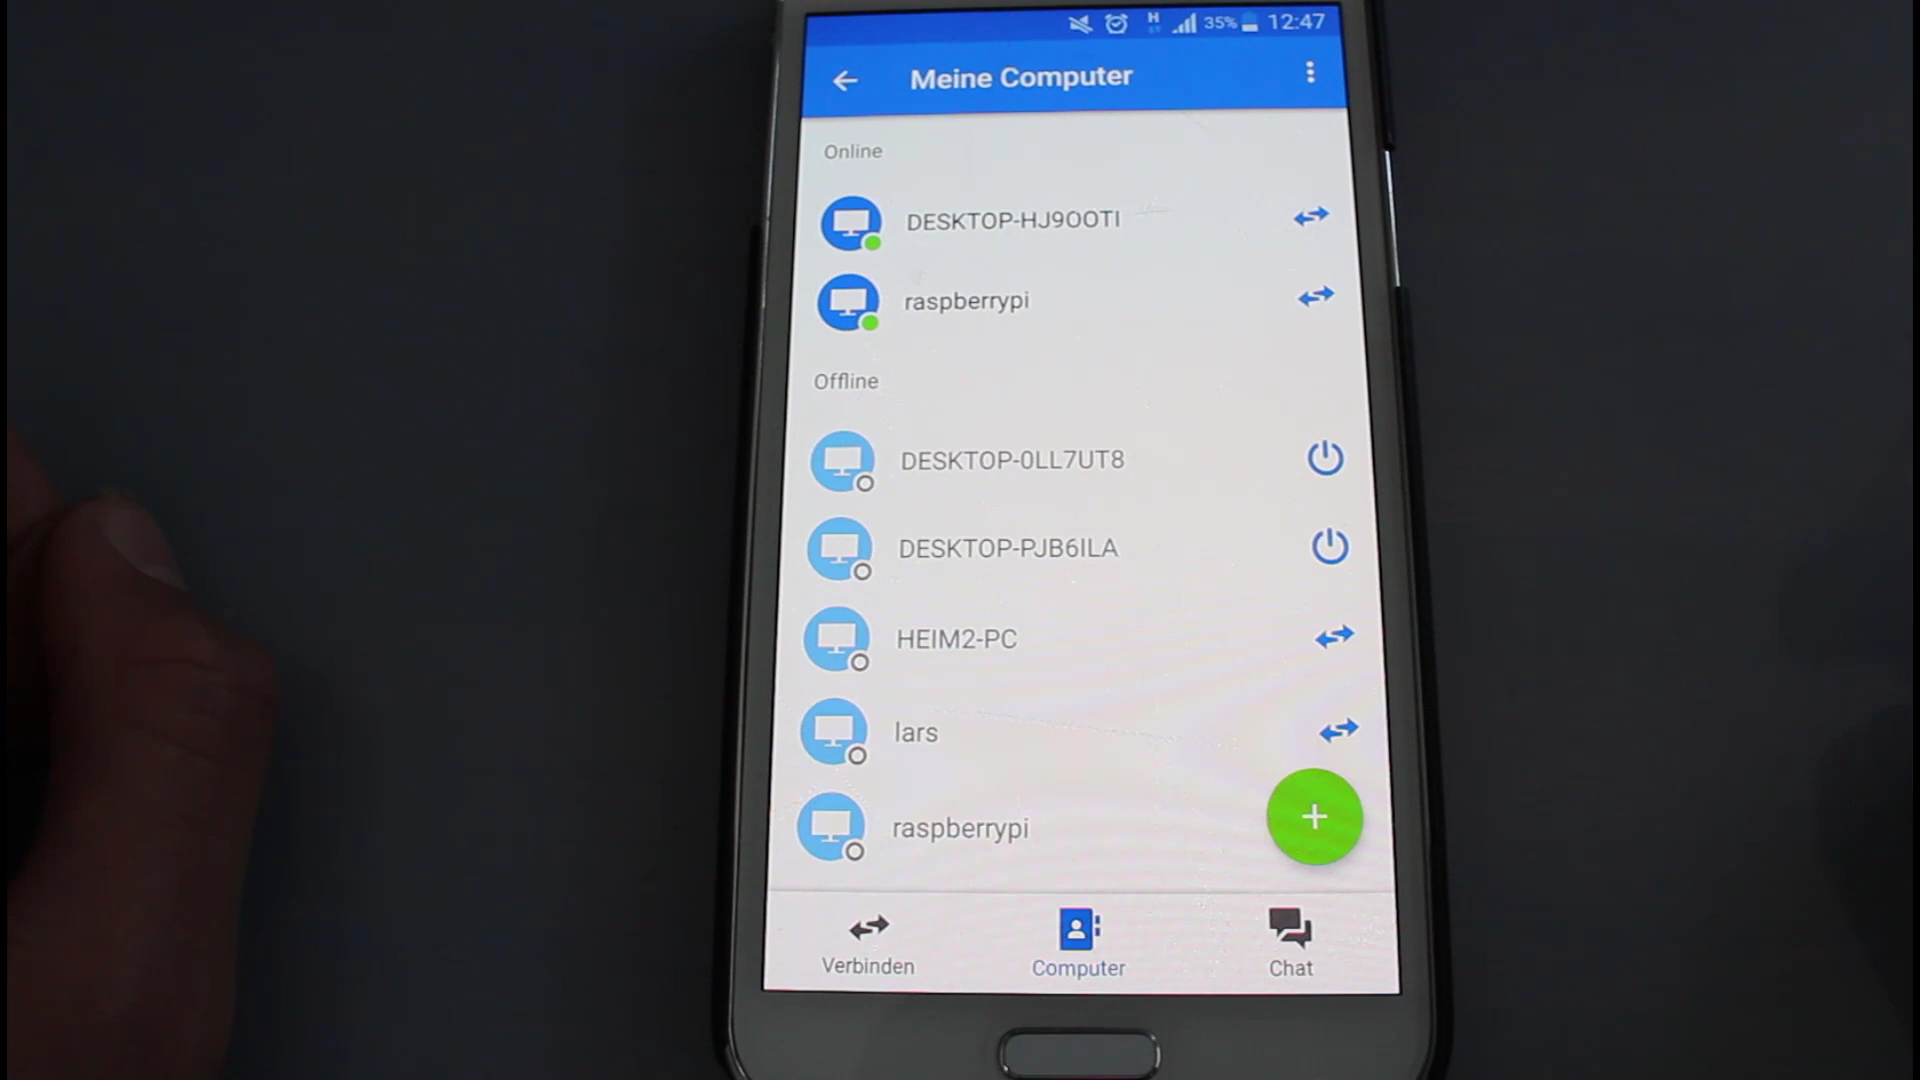 35% 12:47
Meine Computer
Online
DESKTOP-HJ9OOTI
raspberrypi
Offline
DESKTOP-0LL7UT8
DESKTOP-PJB6ILA
HEIM2-PC
lars
raspberrypi
Verbinden
Computer
Chat